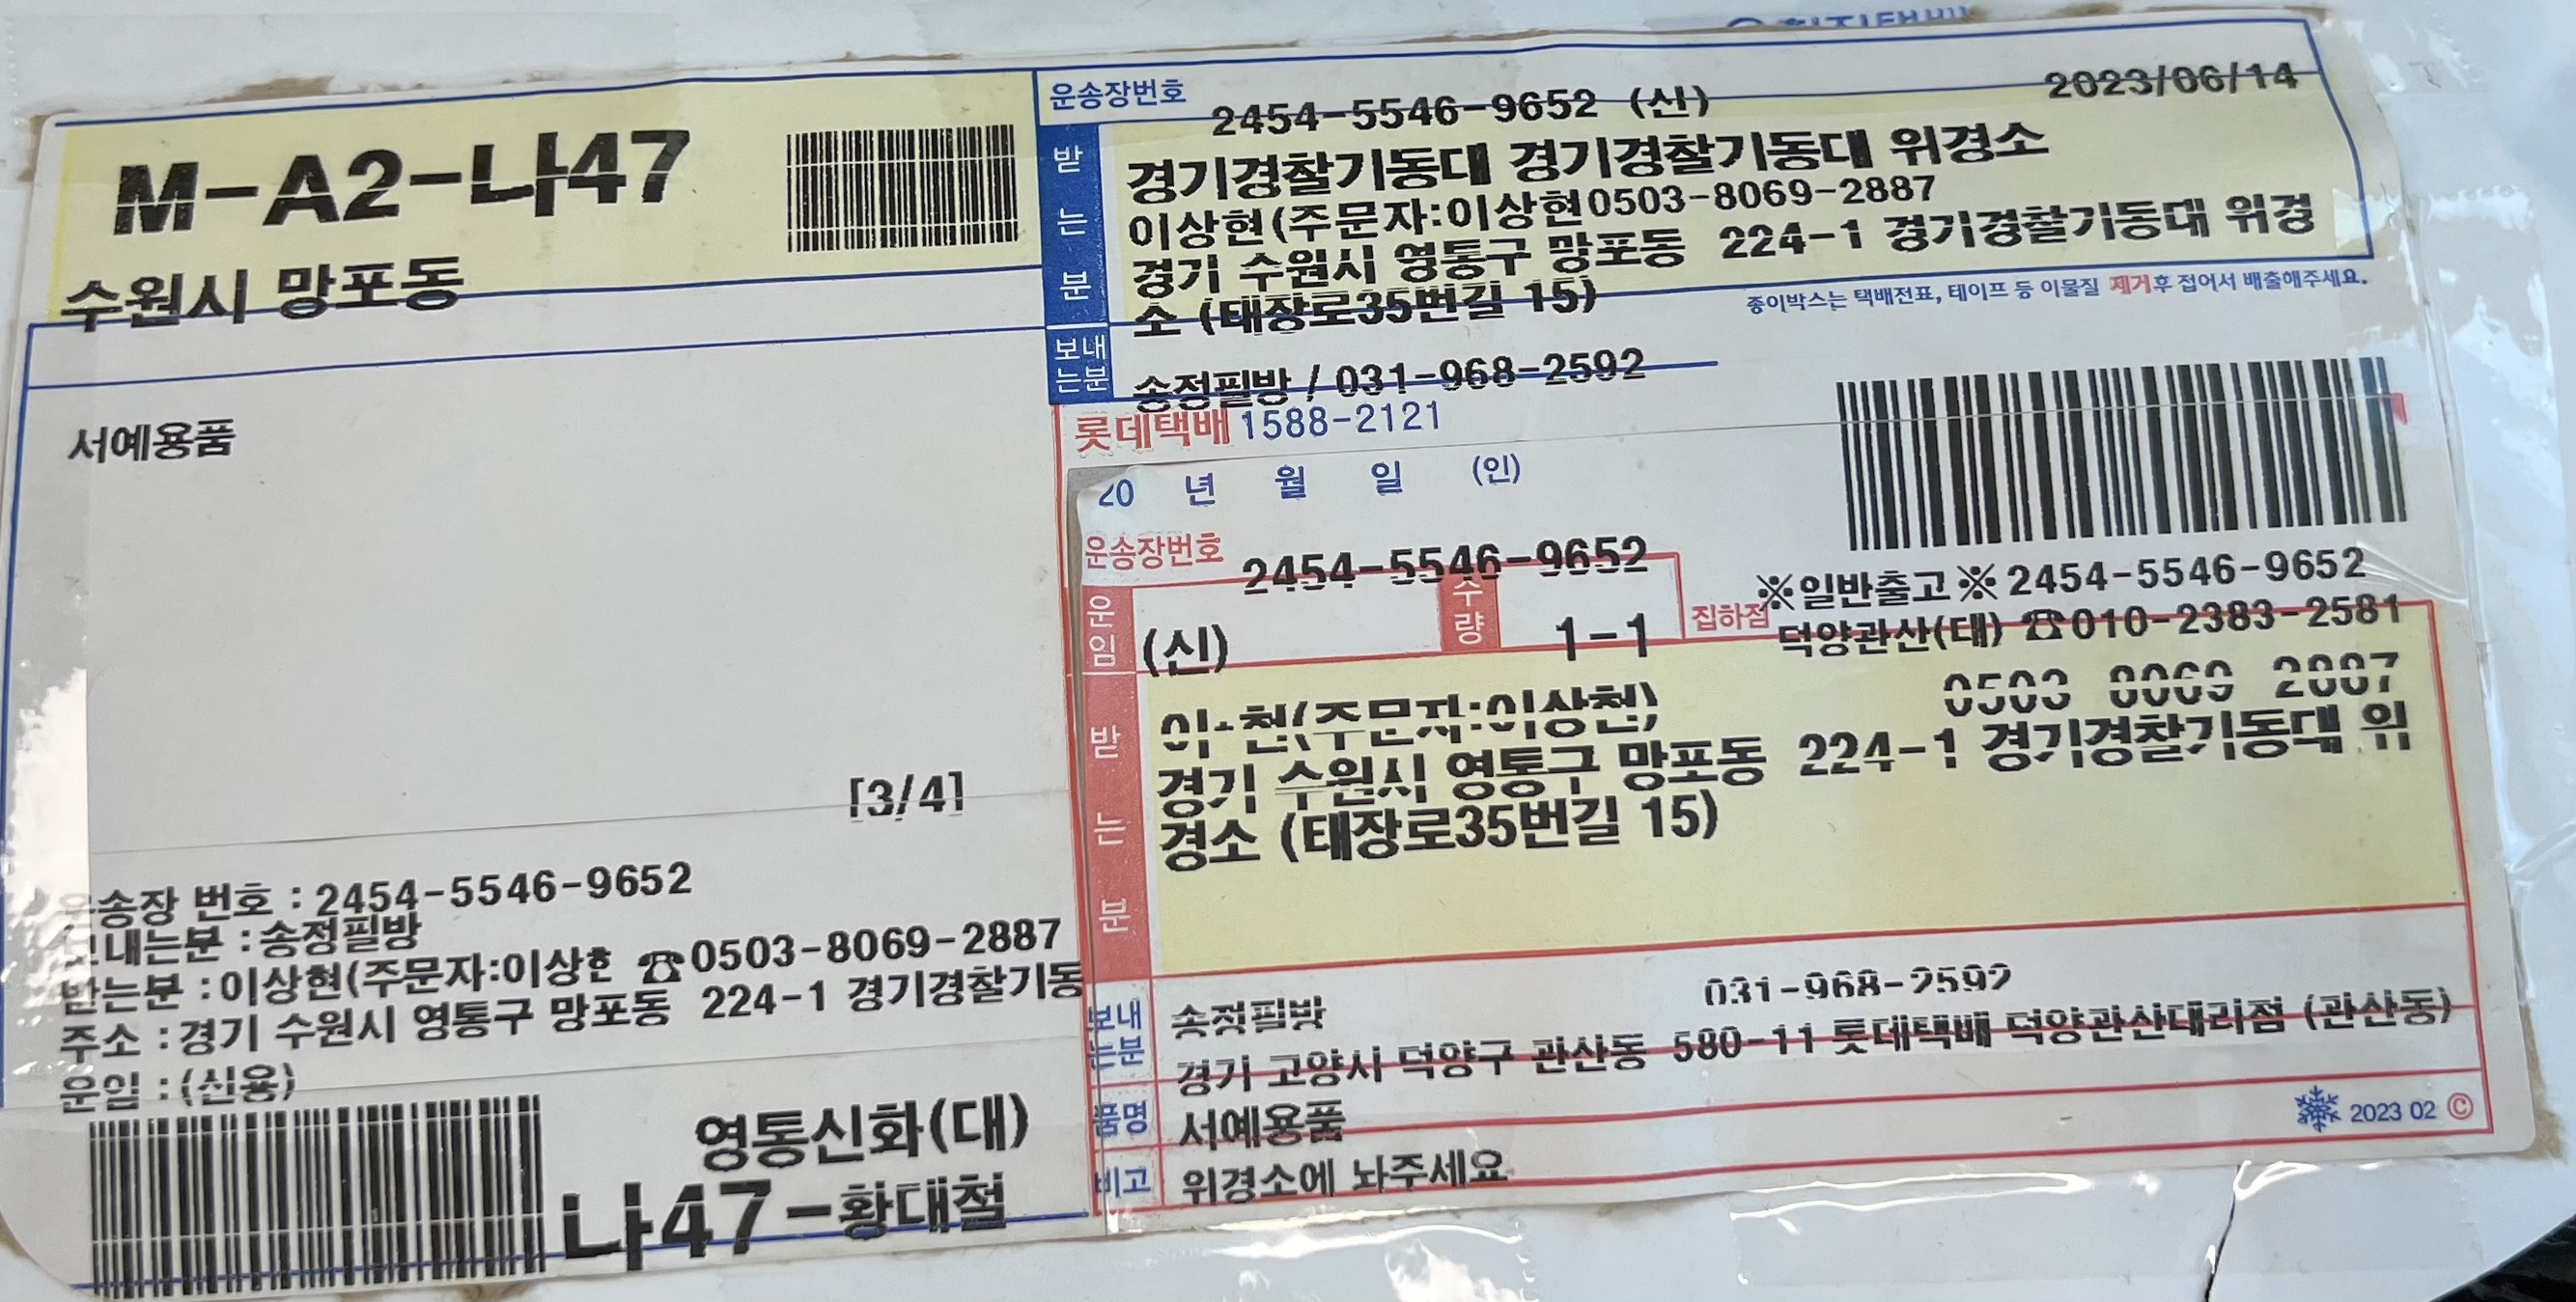 M-A2-나47
수원시 망포동
서예용품
[3/4]
운송장번호 2454-5546-9652 (신) 2023/06/14
받는분
경기경찰기동대 경기경찰기동대 위경소
이상현(주문자:이상현0503-8069-2887
경기 수원시 영통구 망포동 224-1 경기경찰기동대 위경
소 (태장로35번길 15)
종이박스는 택배전표, 테이프 등 이물질 제거후 접어서 배출해주세요.
보내는분 송정필방 / 031-968-2592
롯데택배 1588-2121
20 년 월 일 (인)
운송장번호 2454-5546-9652
운임 (신) 수량 1-1 집하점
※일반출고※2454-5546-9652
덕양관산(대) ☎010-2383-2581
받는분
(주문자:이상현) 0503 8069 2887
경기 수원시 영통구 망포동 224-1 경기경찰기동대 위
경소 (태장로35번길 15)
보내는분 송정필방 031-968-2592
경기 고양시 덕양구 관산동 580-11 롯데택배 덕양관산대리점 (관산동)
품명 서예용품
비고 위경소에 놔주세요
2023 02 ©
운송장 번호 : 2454-5546-9652
보내는분 : 송정필방
받는분 : 이상현(주문자:이상현 ☎0503-8069-2887
주소 : 경기 수원시 영통구 망포동 224-1 경기경찰기동
운임 : (신용)
영통신화(대)
나47-황대철